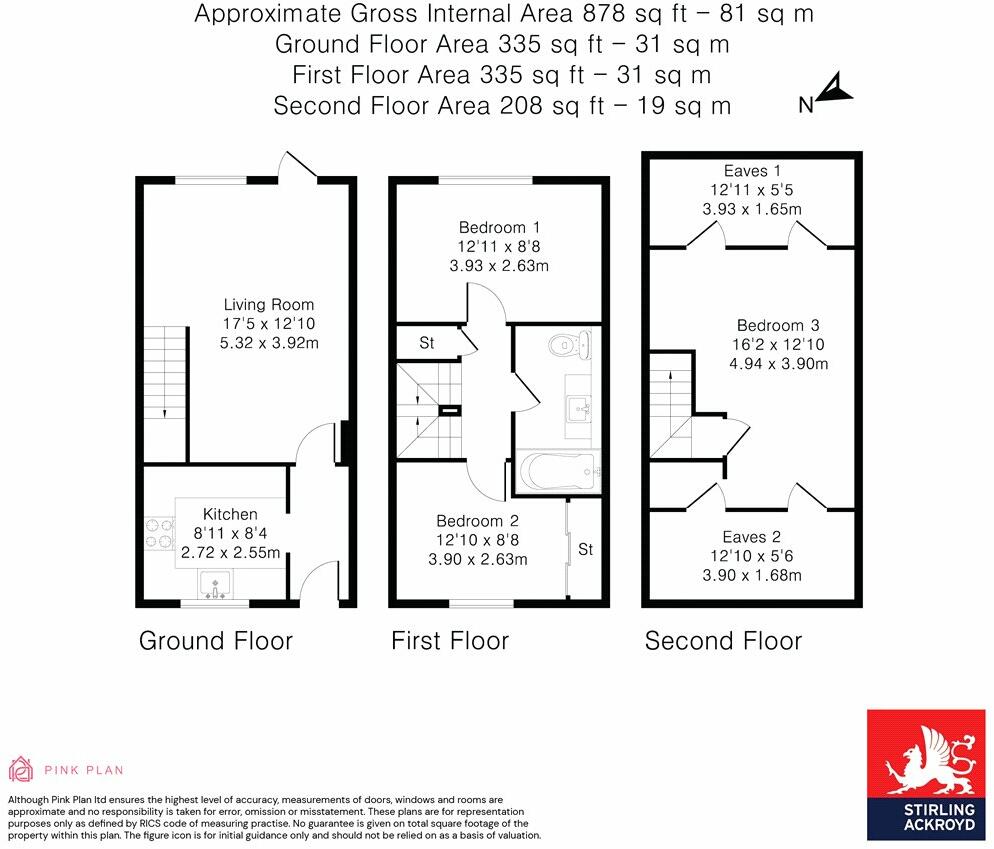 Approximate Gross Internal Area 878 sq ft – 81 sq m
Ground Floor Area 335 sq ft – 31 sq m
First Floor Area 335 sq ft – 31 sq m
Second Floor Area 208 sq ft – 19 sq m
N
Living Room
17'5 x 12'10
5.32 x 3.92m
Kitchen
8'11 x 8'4
2.72 x 2.55m
Ground Floor
Bedroom 1
12'11 x 8'8
3.93 x 2.63m
St
Bedroom 2
12'10 x 8'8
3.90 x 2.63m
St
First Floor
Eaves 1
12'11 x 5'5
3.93 x 1.65m
Bedroom 3
16'2 x 12'10
4.94 x 3.90m
Eaves 2
12'10 x 5'6
3.90 x 1.68m
Second Floor
PINK PLAN
Although Pink Plan ltd ensures the highest level of accuracy, measurements of doors, windows and rooms are
approximate and no responsibility is taken for error, omission or misstatement. These plans are for representation
purposes only as defined by RICS code of measuring practise. No guarantee is given on total square footage of the
property within this plan. The figure icon is for initial guidance only and should not be relied on as a basis of valuation.
STIRLING
ACKROYD